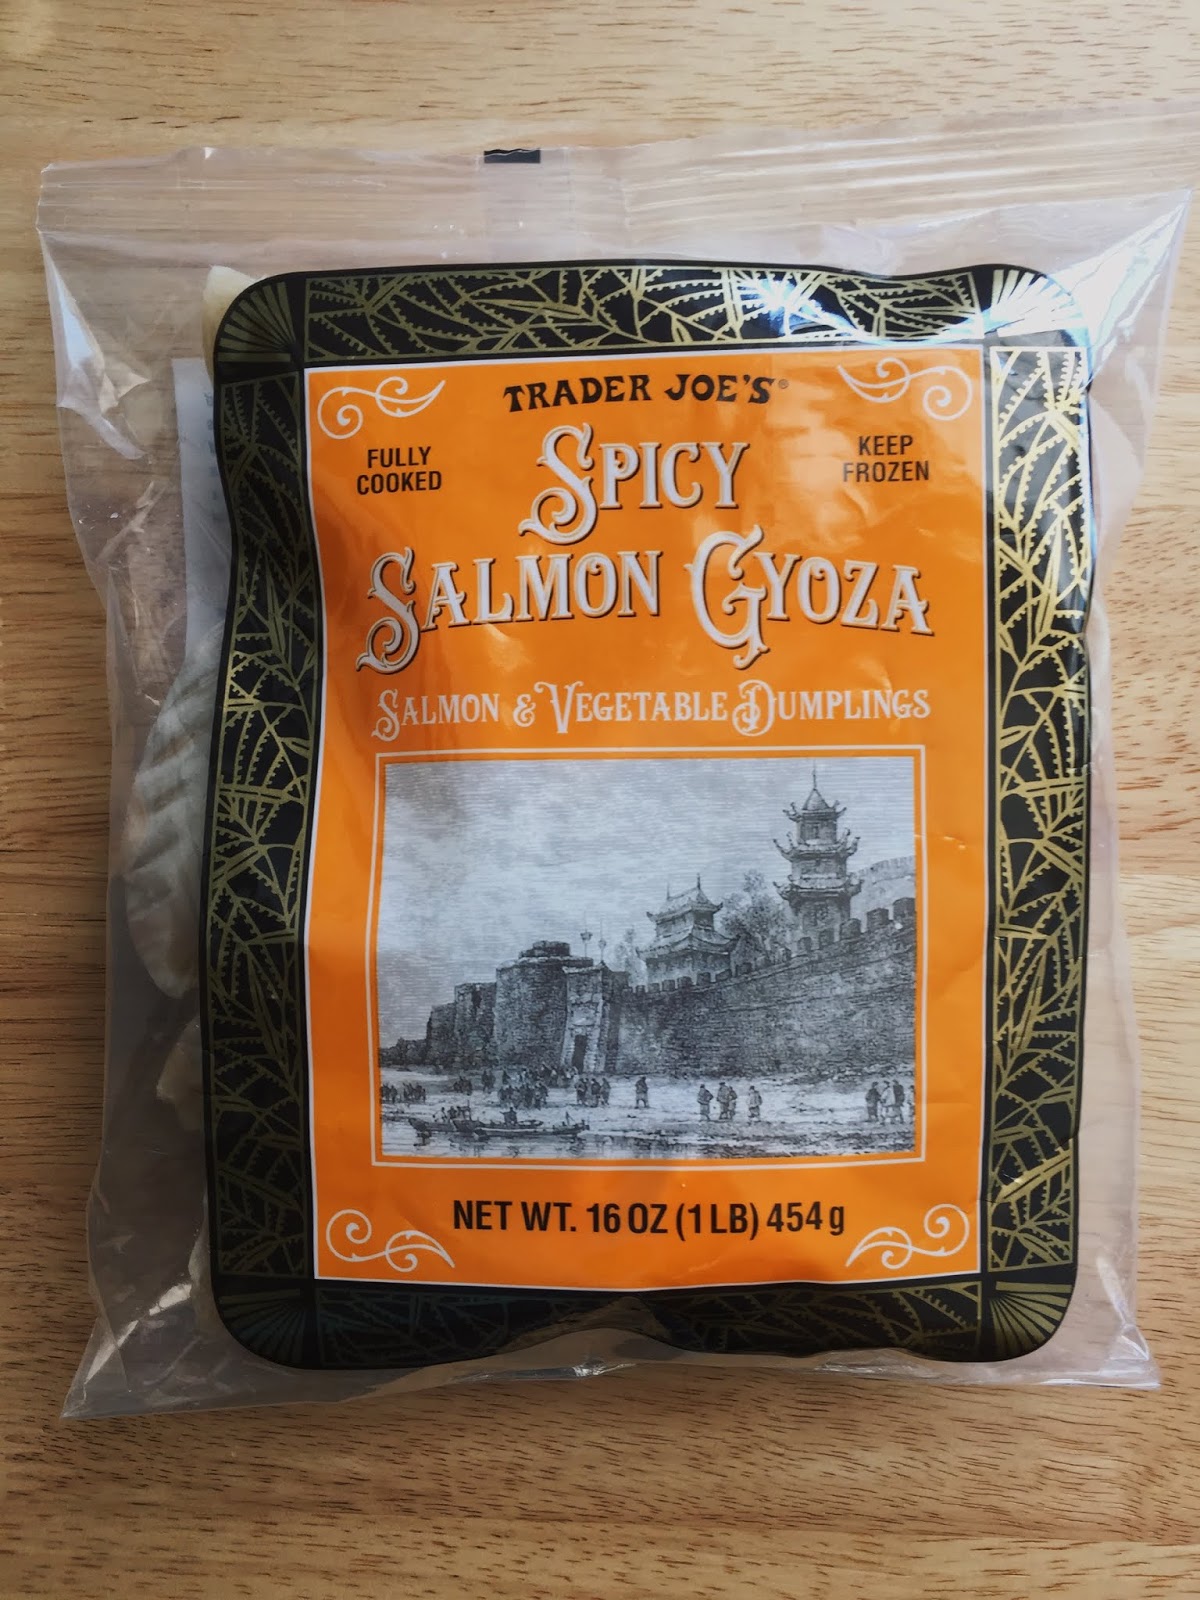 TRADER JOE'S®
FULLY
COOKED
KEEP
FROZEN
SPICY
SALMON GYOZA
SALMON & VEGETABLE DUMPLINGS
NET WT. 16 OZ (1 LB) 454 g